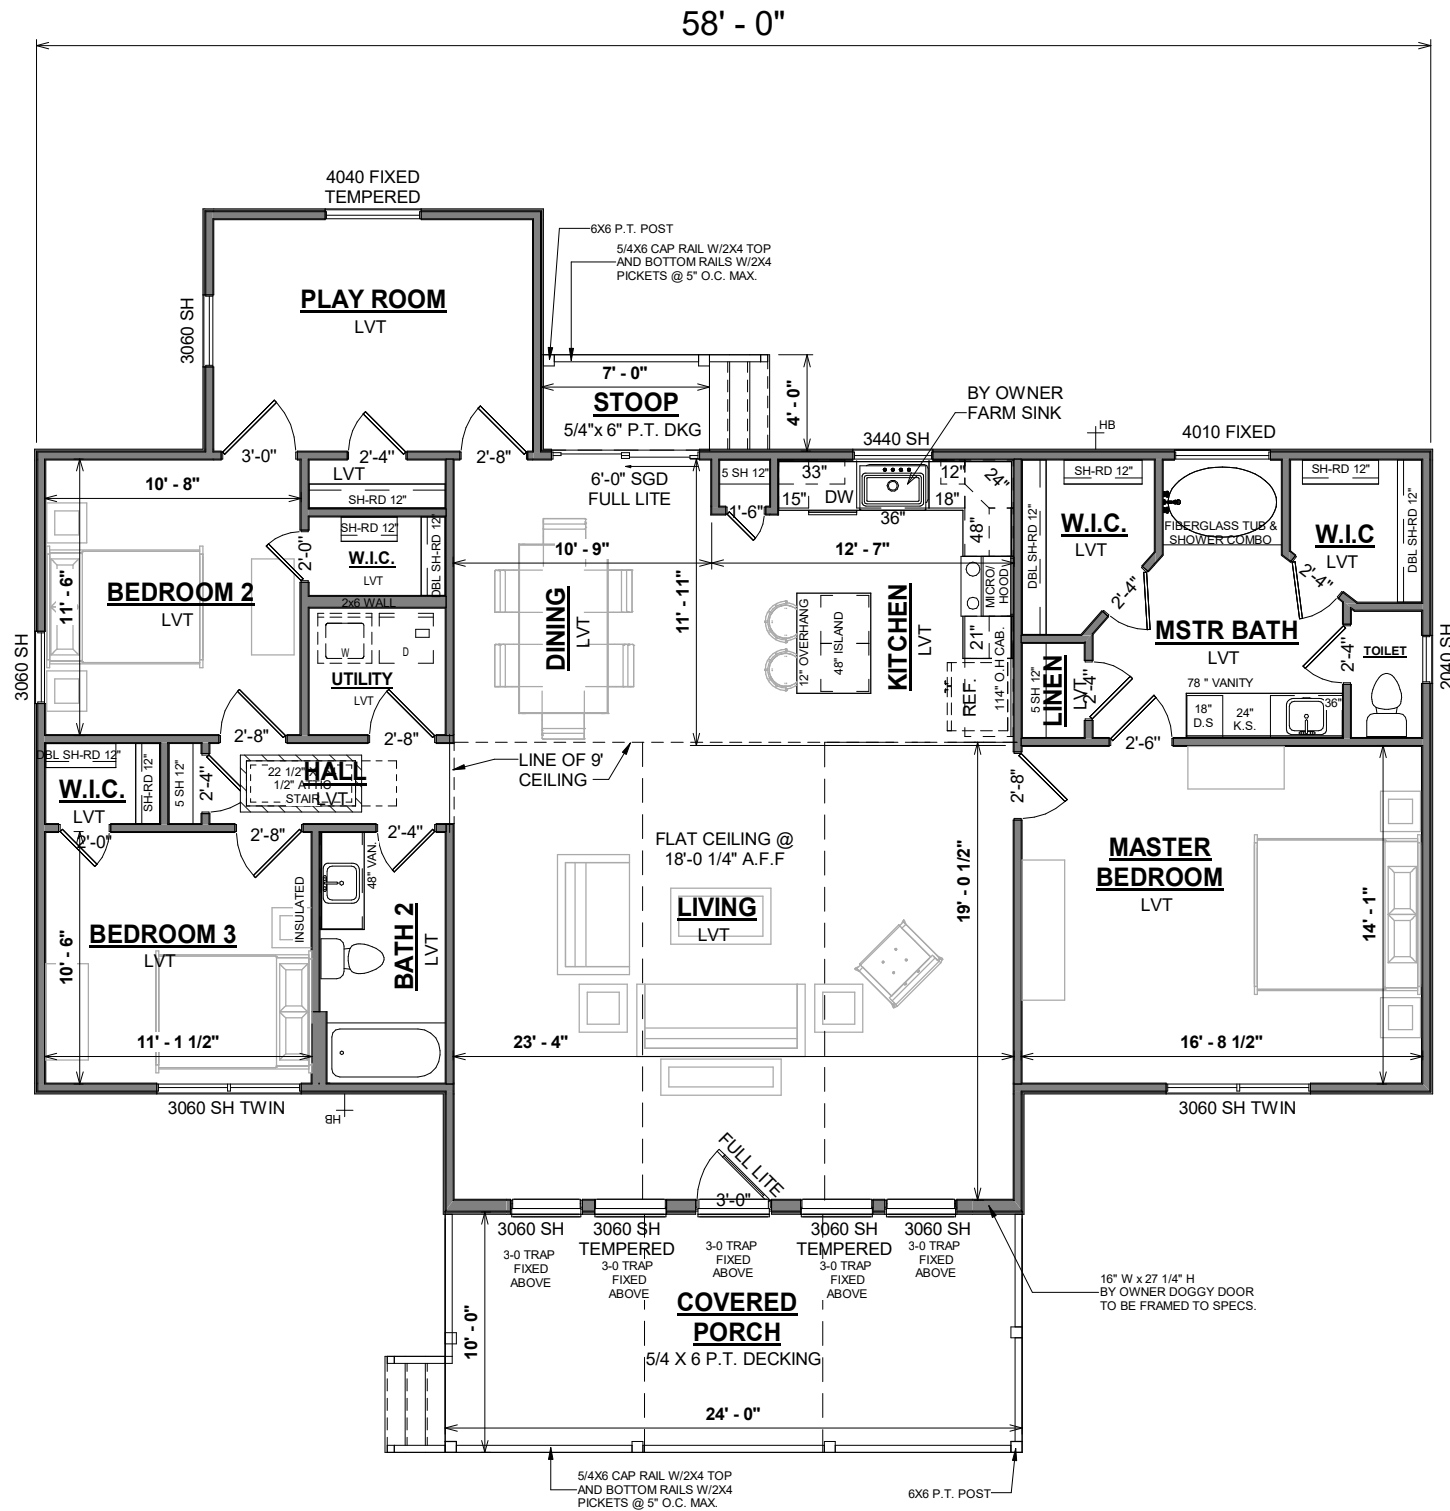 58' - 0"
4040 FIXED
TEMPERED
6X6 P.T. POST
5/4X6 CAP RAIL W/2X4 TOP
AND BOTTOM RAILS W/2X4
PICKETS @ 5" O.C. MAX.
PLAY ROOM
LVT
3060 SH
7' - 0"
STOOP
5/4"x 6" P.T. DKG
4' - 0"
BY OWNER
FARM SINK
HB
3440 SH
4010 FIXED
3'-0"
2'-4"
2'-8"
6'-0" SGD
FULL LITE
LVT
SH-RD 12"
10' - 8"
5 SH 12"
1'-6"
33"
15"
DW
36"
12"
18"
24"
48"
SH-RD 12"
DBL SH-RD 12"
W.I.C.
LVT
FIBERGLASS TUB &
SHOWER COMBO
SH-RD 12"
W.I.C
LVT
DBL SH-RD 12"
2'-4"
2'-4"
SH-RD 12"
DBL SH-RD 12"
W.I.C.
LVT
2'-0"
10' - 9"
12' - 7"
11' - 11"
MICRO/
HOOD
11' - 6"
BEDROOM 2
LVT
3060 SH
2x6 WALL
W
D
UTILITY
LVT
DINING
LVT
12" OVERHANG
48" ISLAND
KITCHEN
LVT
21"
REF.
114" O.H CAB.
MSTR BATH
LVT
TOILET
2'-4"
2040 SH
5 SH 12"
LINEN
LVT
2'-4"
78 " VANITY
18"
D.S
24"
K.S.
36"
2'-6"
2'-8"
2'-8"
DBL SH-RD 12"
W.I.C.
LVT
SH-RD 12"
5 SH 12"
2'-4"
HALL
LVT
22 1/2" X
1/2" ATTIC
STAIR
LINE OF 9'
CEILING
2'-8"
2'-0"
2'-8"
2'-4"
48" VAN.
FLAT CEILING @
18'-0 1/4" A.F.F
LIVING
LVT
19' - 0 1/2"
MASTER
BEDROOM
LVT
14' - 1"
INSULATED
BEDROOM 3
LVT
10' - 6"
BATH 2
LVT
11' - 1 1/2"
23' - 4"
16' - 8 1/2"
3060 SH TWIN
HB
3060 SH TWIN
FULL LITE
3'-0"
3060 SH
3-0 TRAP
FIXED
ABOVE
3060 SH
TEMPERED
3-0 TRAP
FIXED
ABOVE
3-0 TRAP
FIXED
ABOVE
3060 SH
TEMPERED
3-0 TRAP
FIXED
ABOVE
3060 SH
3-0 TRAP
FIXED
ABOVE
16" W x 27 1/4" H
BY OWNER DOGGY DOOR
TO BE FRAMED TO SPECS.
COVERED
PORCH
5/4 X 6 P.T. DECKING
10' - 0"
24' - 0"
5/4X6 CAP RAIL W/2X4 TOP
AND BOTTOM RAILS W/2X4
PICKETS @ 5" O.C. MAX.
6X6 P.T. POST